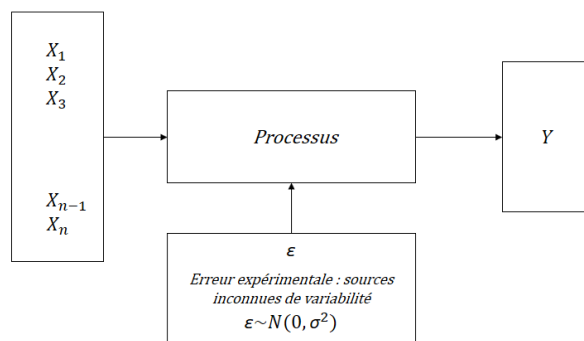 X₁
X₂
X₃
Xₙ₋₁
Xₙ
Processus
Y
ε
Erreur expérimentale : sources
inconnues de variabilité
ε~N(0, σ²)